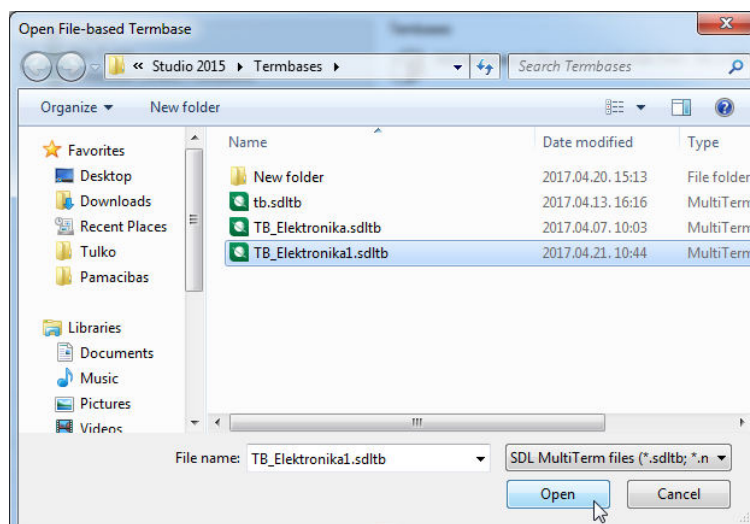 Open File-based Termbase
« Studio 2015 Termbases
Search Termbases
Organize New folder
Name Date modified Type
Favorites
Desktop
Downloads
Recent Places
Tulko
Pamacibas
Libraries
Documents
Music
Pictures
Videos
New folder 2017.04.20. 15:13 File folder
tb.sdltb 2017.04.13. 16:16 MultiTerm
TB_Elektronika.sdltb 2017.04.07. 10:03 MultiTerm
TB_Elektronika1.sdltb 2017.04.21. 10:44 MultiTerm
File name: TB_Elektronika1.sdltb SDL MultiTerm files (*.sdltb; *.n
Open Cancel